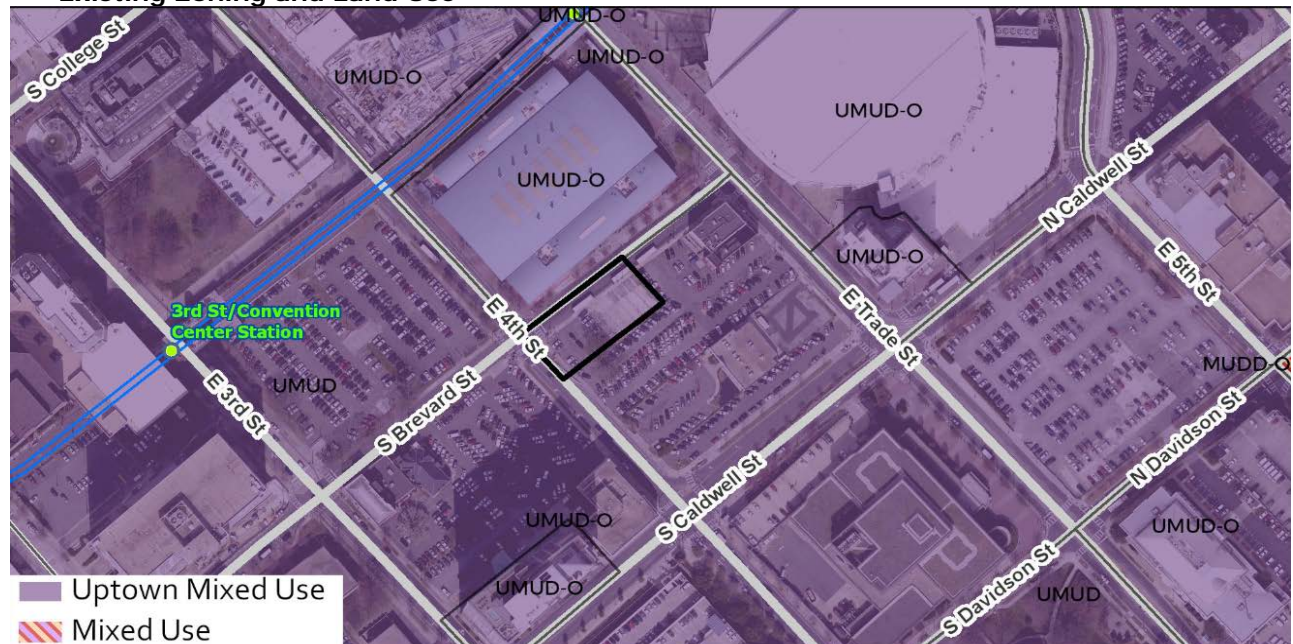 Existing Zoning and Land Use
UMUD-O
S College St
UMUD-O
UMUD-O
UMUD-O
UMUD-O
N Caldwell St
3rd St/Convention
Center Station
E 4th St
UMUD-O
E Trade St
E 5th St
UMUD
E 3rd St
S Brevard St
MUDD-O
N Davidson St
S Caldwell St
UMUD-O
UMUD-O
UMUD-O
S Davidson St
UMUD
Uptown Mixed Use
Mixed Use